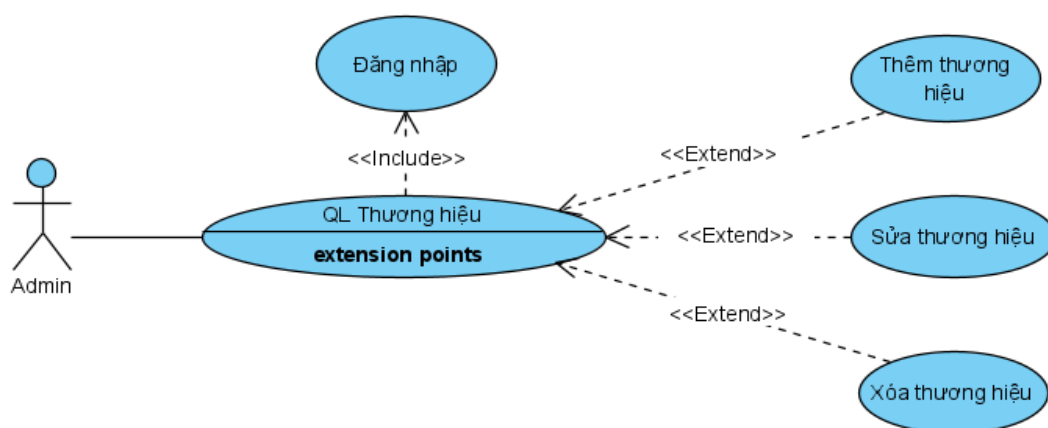 Đăng nhập
Thêm thương
hiệu
<<Include>>
<<Extend>>
QL Thương hiệu
extension points
<<Extend>>
Sửa thương hiệu
Admin
<<Extend>>
Xóa thương hiệu